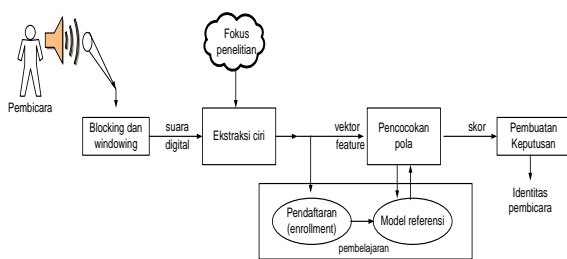 Fokus
penelitian
Pembicara
Blocking dan
windowing
suara
digital
Ekstraksi ciri
vektor
feature
Pencocokan
pola
skor
Pembuatan
Keputusan
Identitas
pembicara
Pendaftaran
(enrollment)
Model referensi
pembelajaran